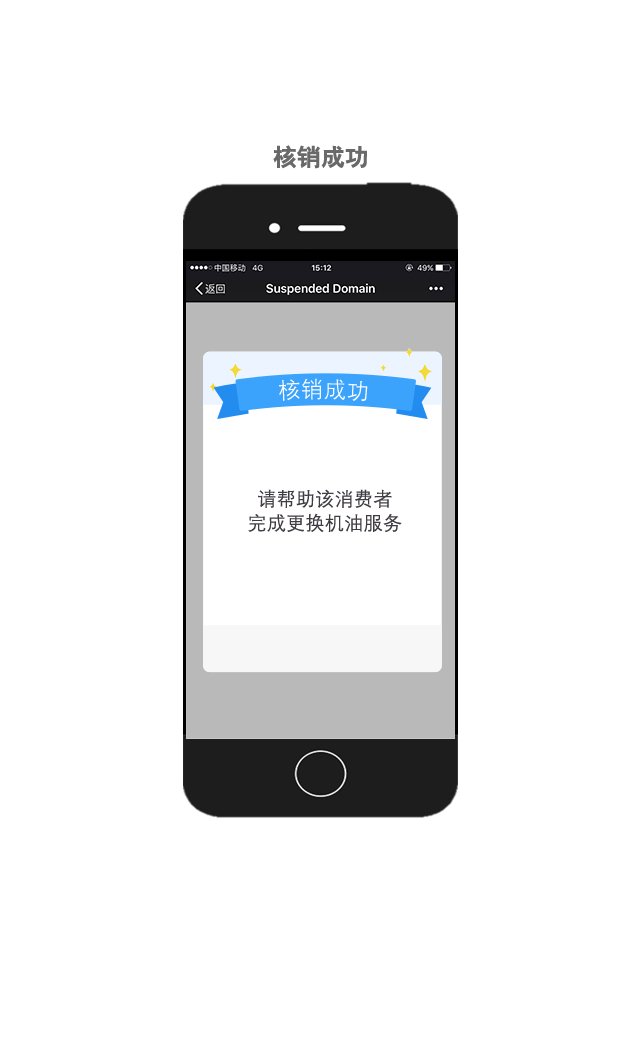 核销成功
中国移动 4G 15:12 49%
返回 Suspended Domain
核销成功
请帮助该消费者
完成更换机油服务